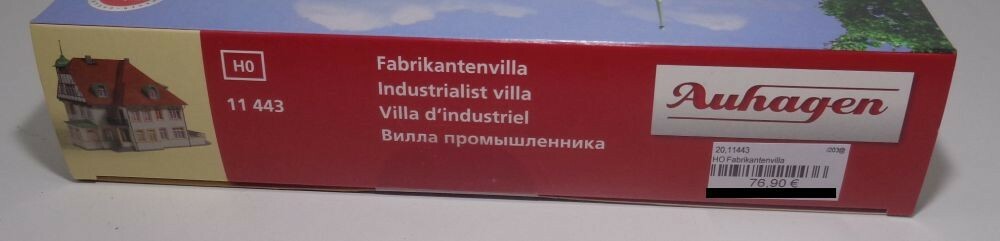 H0
11 443
Fabrikantenvilla
Industrialist villa
Villa d'industriel
Вилла промышленника
Auhagen
20,11443
HO Fabrikantenvilla
76,90 €